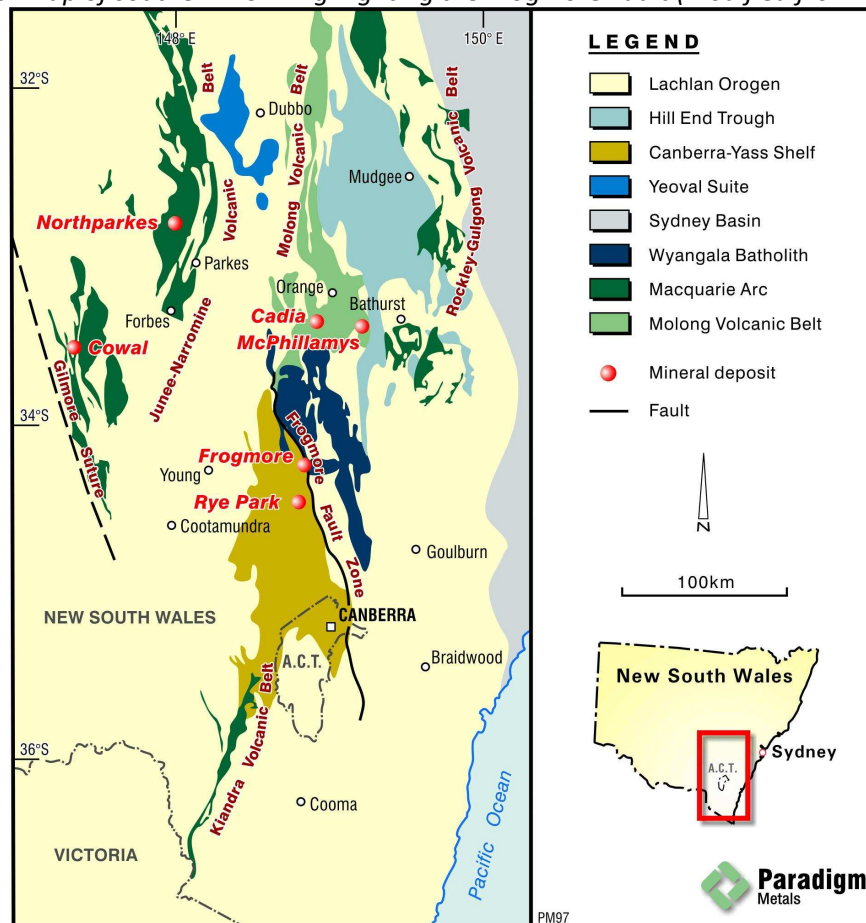 148° E
150° E
32°S
34°S
36°S
Belt
Dubbo
Molong Volcanic Belt
Mudgee
Rockley-Gulgong Volcanic Belt
Northparkes
Volcanic
Parkes
Orange
Bathurst
Forbes
Cadia
McPhillamys
Cowal
Junee-Narromine
Gilmore
Suture
Frogmore
Frogmore
Fault
Zone
Young
Rye Park
Cootamundra
Goulburn
NEW SOUTH WALES
CANBERRA
A.C.T.
Braidwood
Kiandra Volcanic Belt
Cooma
VICTORIA
Pacific Ocean
LEGEND
Lachlan Orogen
Hill End Trough
Canberra-Yass Shelf
Yeoval Suite
Sydney Basin
Wyangala Batholith
Macquarie Arc
Molong Volcanic Belt
Mineral deposit
Fault
N
100km
New South Wales
Sydney
A.C.T.
Paradigm
Metals
PM97